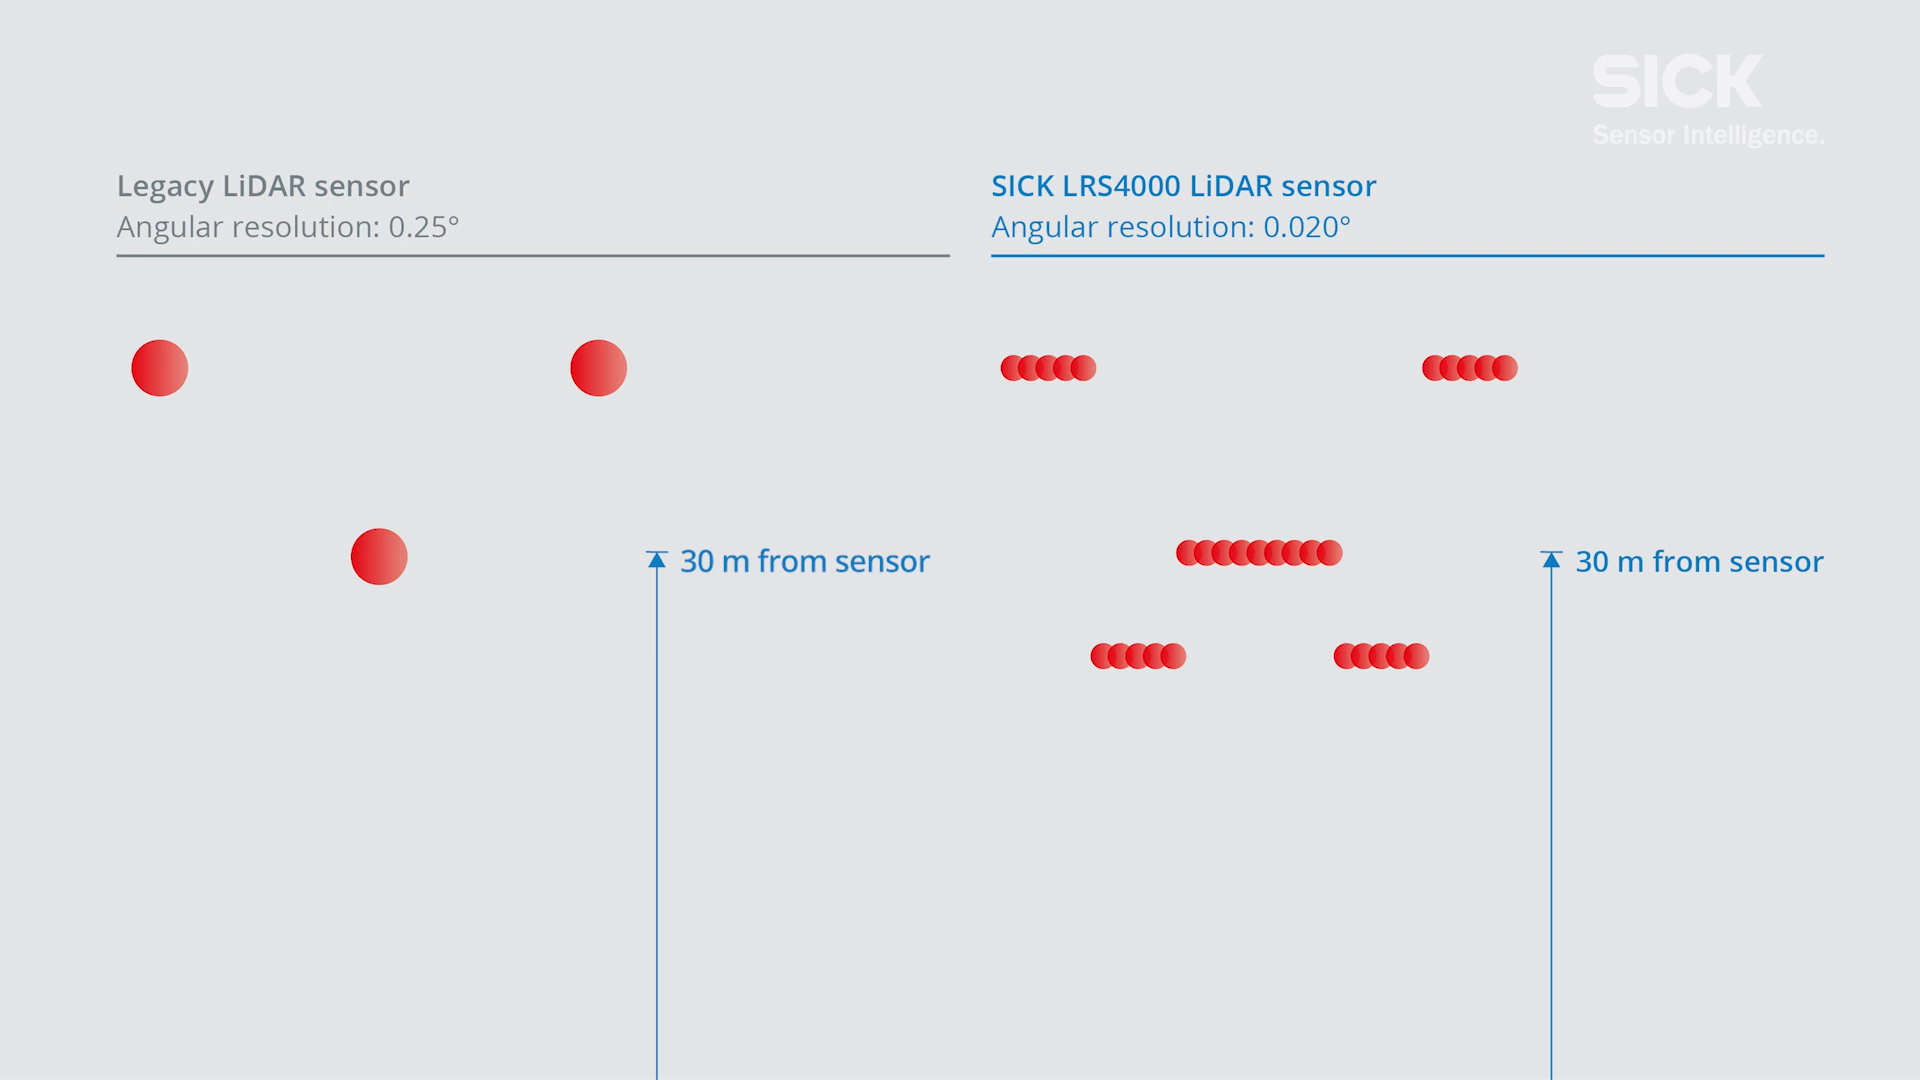 SICK
Sensor Intelligence.
Legacy LiDAR sensor
Angular resolution: 0.25°
SICK LRS4000 LiDAR sensor
Angular resolution: 0.020°
30 m from sensor
30 m from sensor